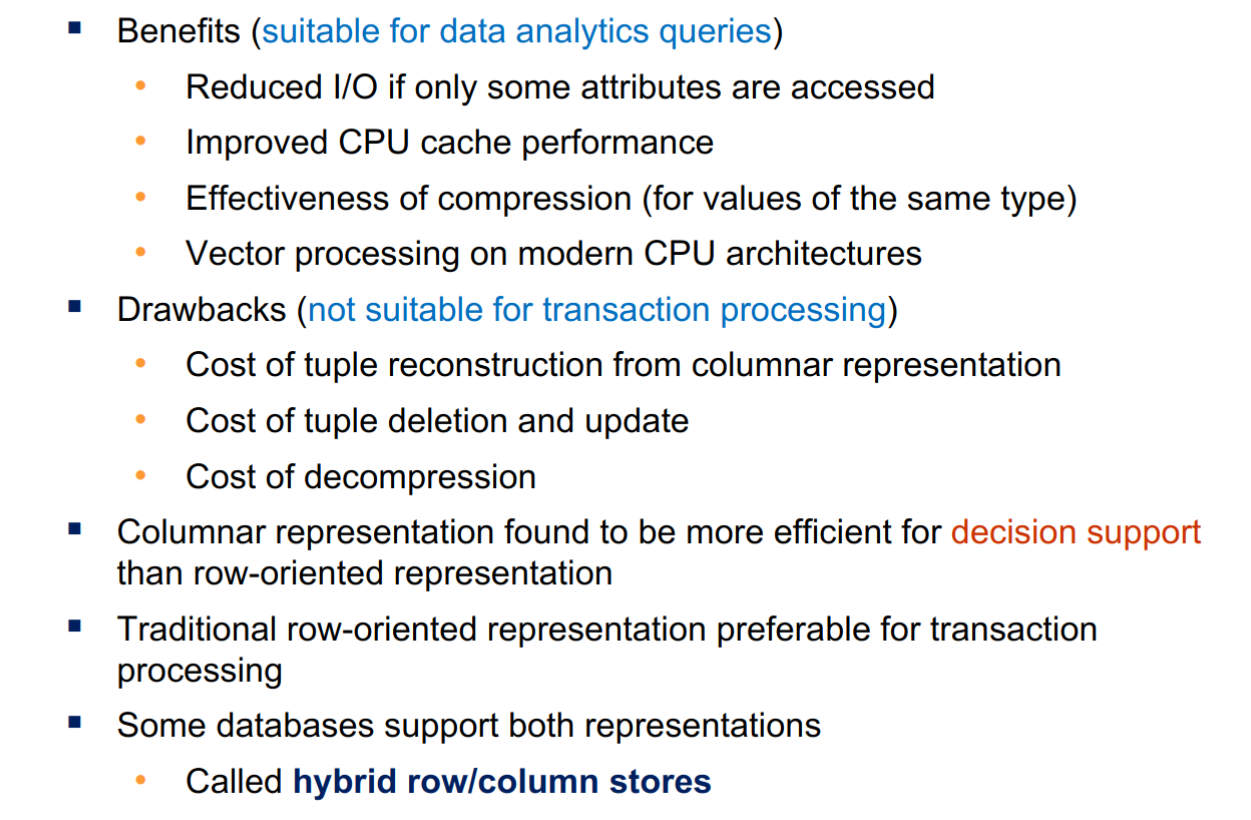 ▪ Benefits (suitable for data analytics queries)
• Reduced I/O if only some attributes are accessed
• Improved CPU cache performance
• Effectiveness of compression (for values of the same type)
• Vector processing on modern CPU architectures
▪ Drawbacks (not suitable for transaction processing)
• Cost of tuple reconstruction from columnar representation
• Cost of tuple deletion and update
• Cost of decompression
▪ Columnar representation found to be more efficient for decision support
than row-oriented representation
▪ Traditional row-oriented representation preferable for transaction
processing
▪ Some databases support both representations
• Called hybrid row/column stores